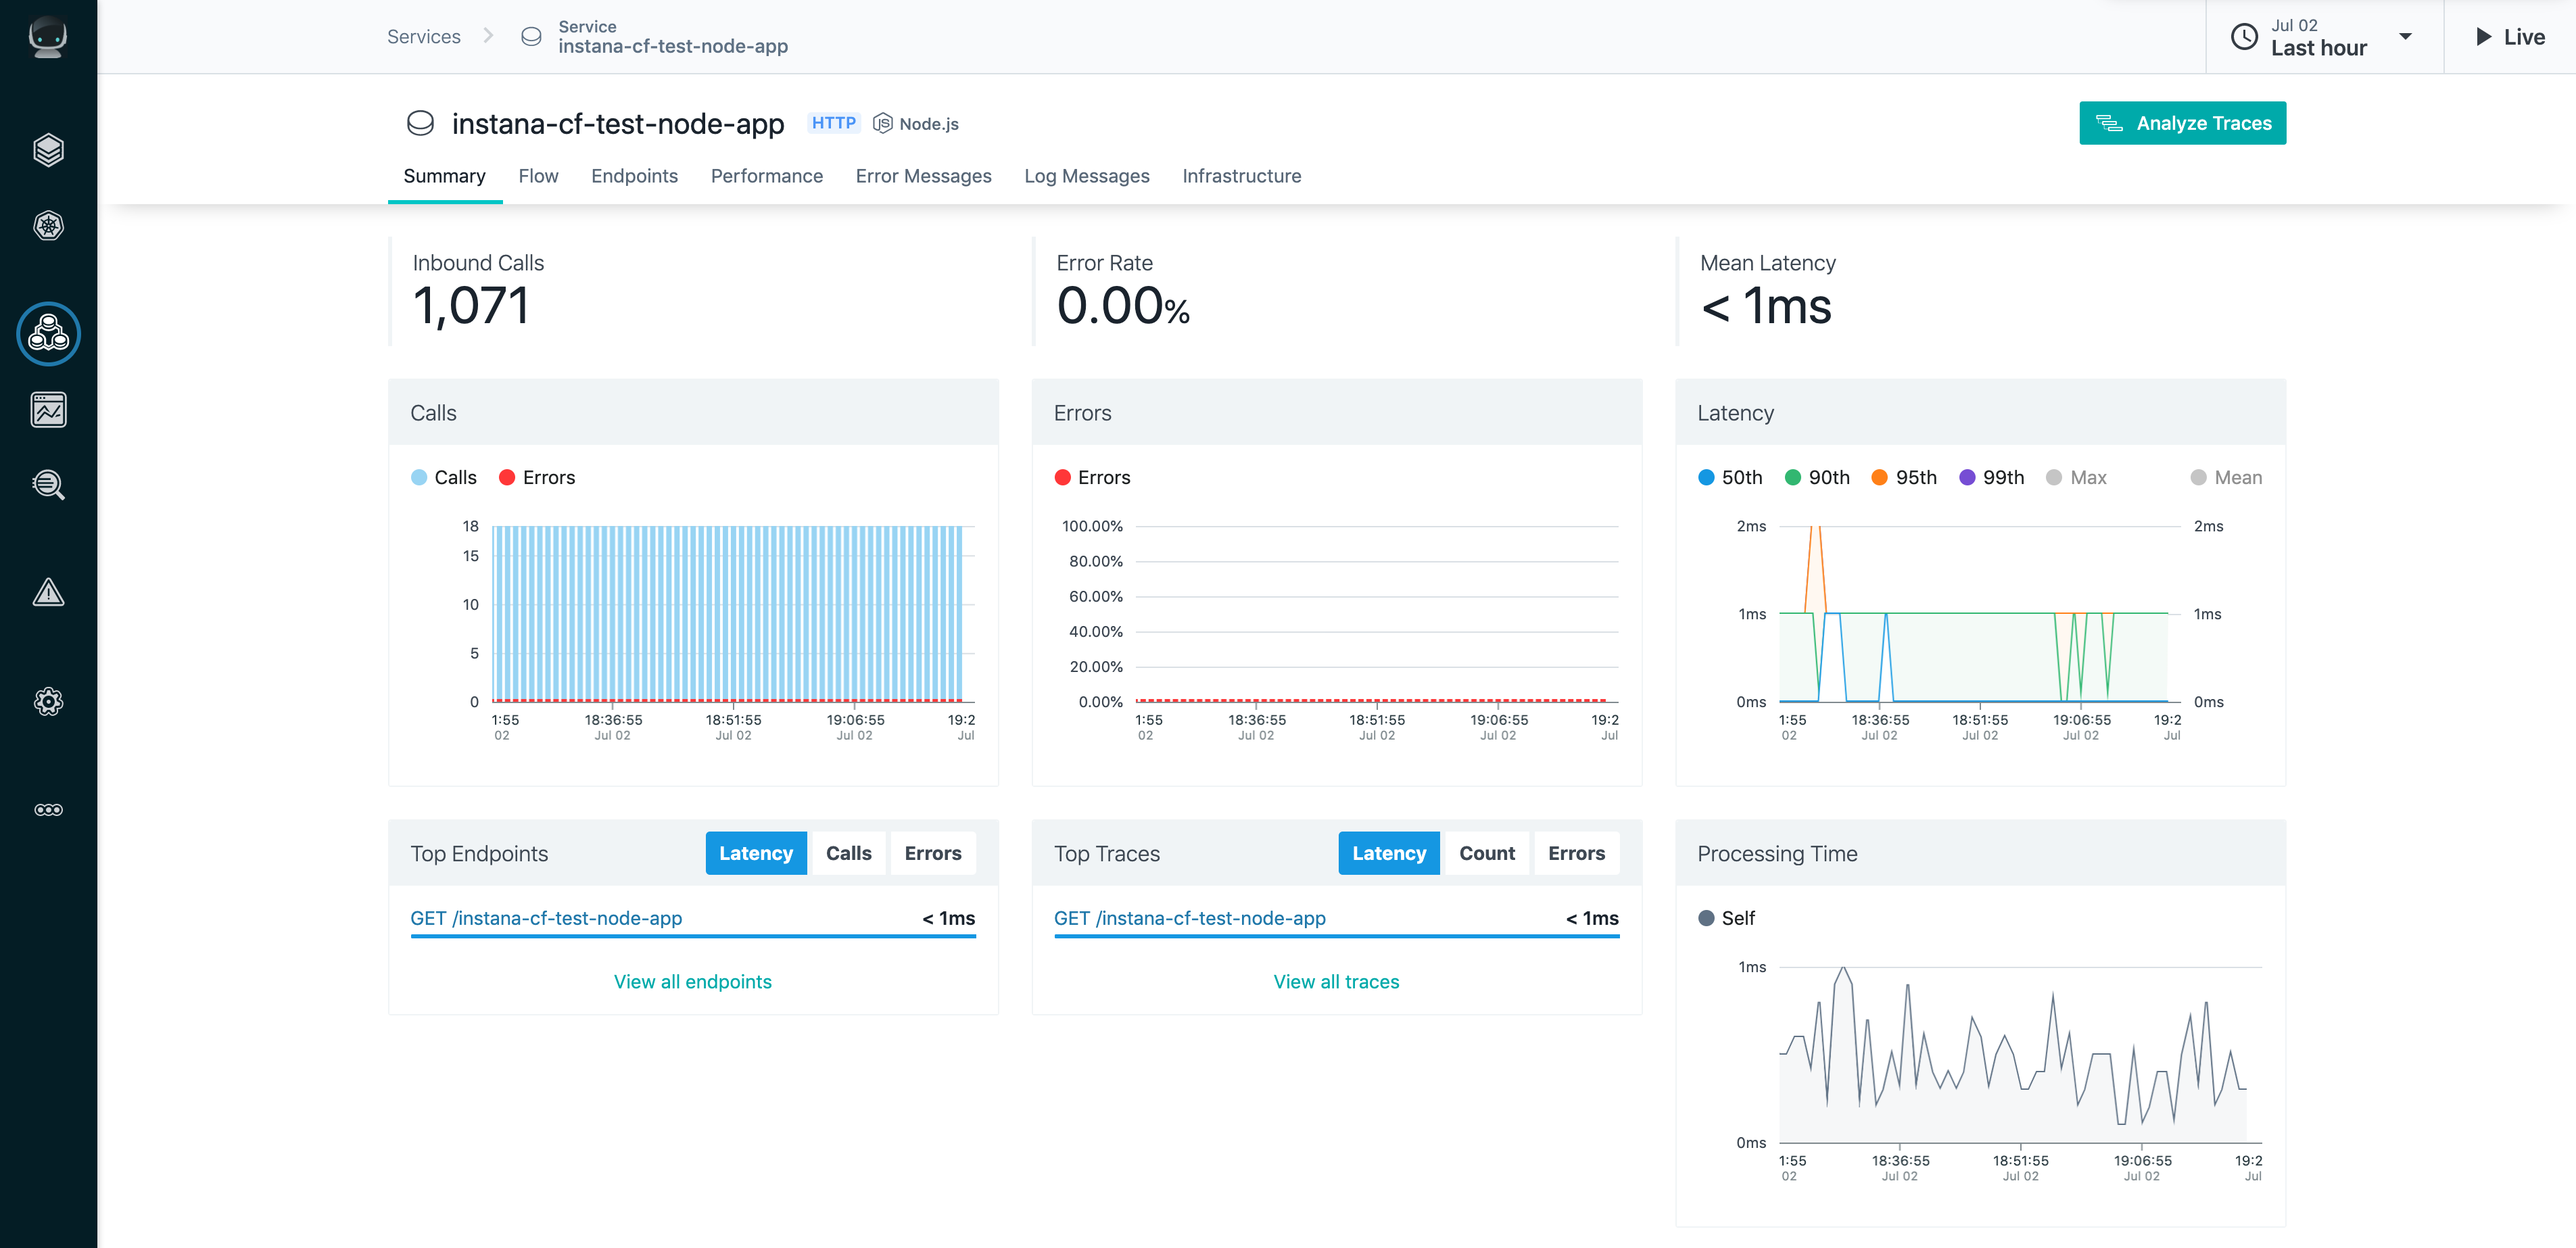 Services
Service
instana-cf-test-node-app
Jul 02
Last hour
Live
instana-cf-test-node-app HTTP Node.js
Analyze Traces
Summary Flow Endpoints Performance Error Messages Log Messages Infrastructure
Inbound Calls
1,071
Error Rate
0.00%
Mean Latency
< 1ms
Calls
Calls Errors
18
15
10
5
0
1:55 18:36:55 18:51:55 19:06:55 19:2
02 Jul 02 Jul 02 Jul 02 Jul
Errors
Errors
100.00%
80.00%
60.00%
40.00%
20.00%
0.00%
1:55 18:36:55 18:51:55 19:06:55 19:2
02 Jul 02 Jul 02 Jul 02 Jul
Latency
50th 90th 95th 99th Max Mean
2ms 2ms
1ms 1ms
0ms 0ms
1:55 18:36:55 18:51:55 19:06:55 19:2
02 Jul 02 Jul 02 Jul 02 Jul
Top Endpoints Latency Calls Errors
GET /instana-cf-test-node-app < 1ms
View all endpoints
Top Traces Latency Count Errors
GET /instana-cf-test-node-app < 1ms
View all traces
Processing Time
Self
1ms
0ms
1:55 18:36:55 18:51:55 19:06:55 19:2
02 Jul 02 Jul 02 Jul 02 Jul